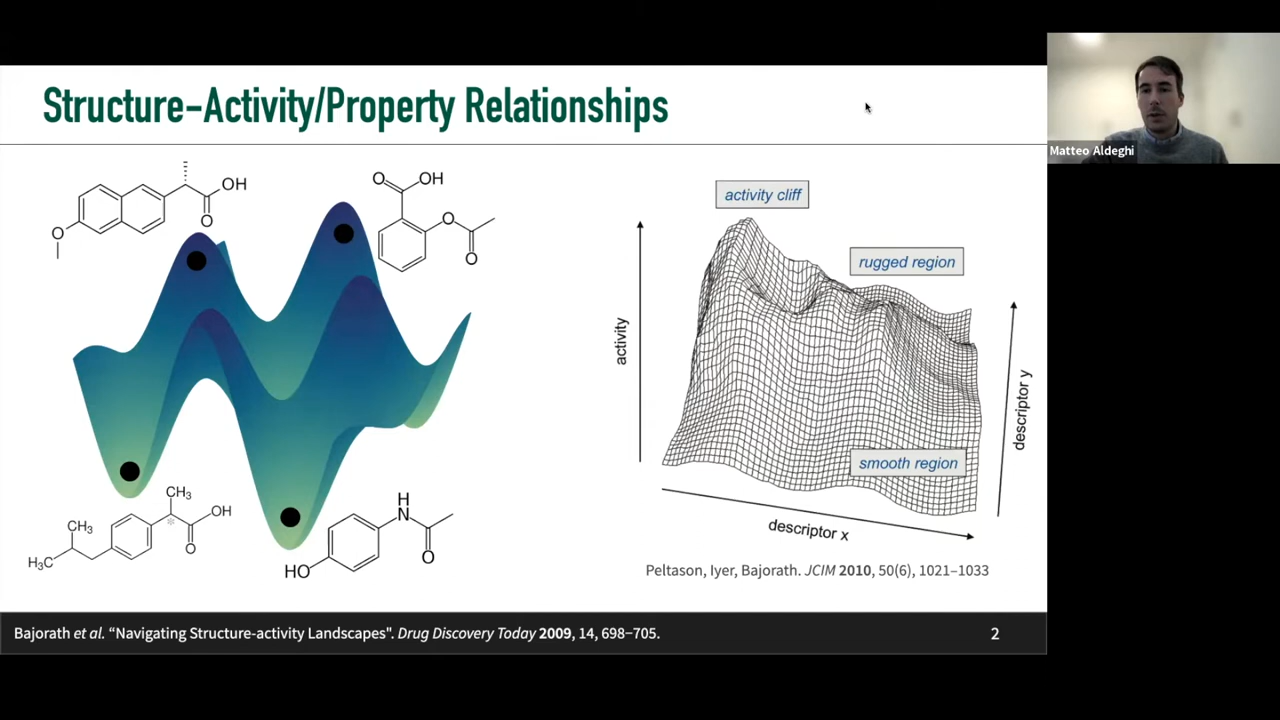 Structure-Activity/Property Relationships
Matteo Aldeghi
OH
O
O
O
OH
O
O
activity cliff
rugged region
smooth region
activity
descriptor x
descriptor y
CH3
CH3
H3C
*
OH
O
H
N
O
HO
Peltason, Iyer, Bajorath. JCIM 2010, 50(6), 1021–1033
Bajorath et al. “Navigating Structure-activity Landscapes”. Drug Discovery Today 2009, 14, 698–705.
2